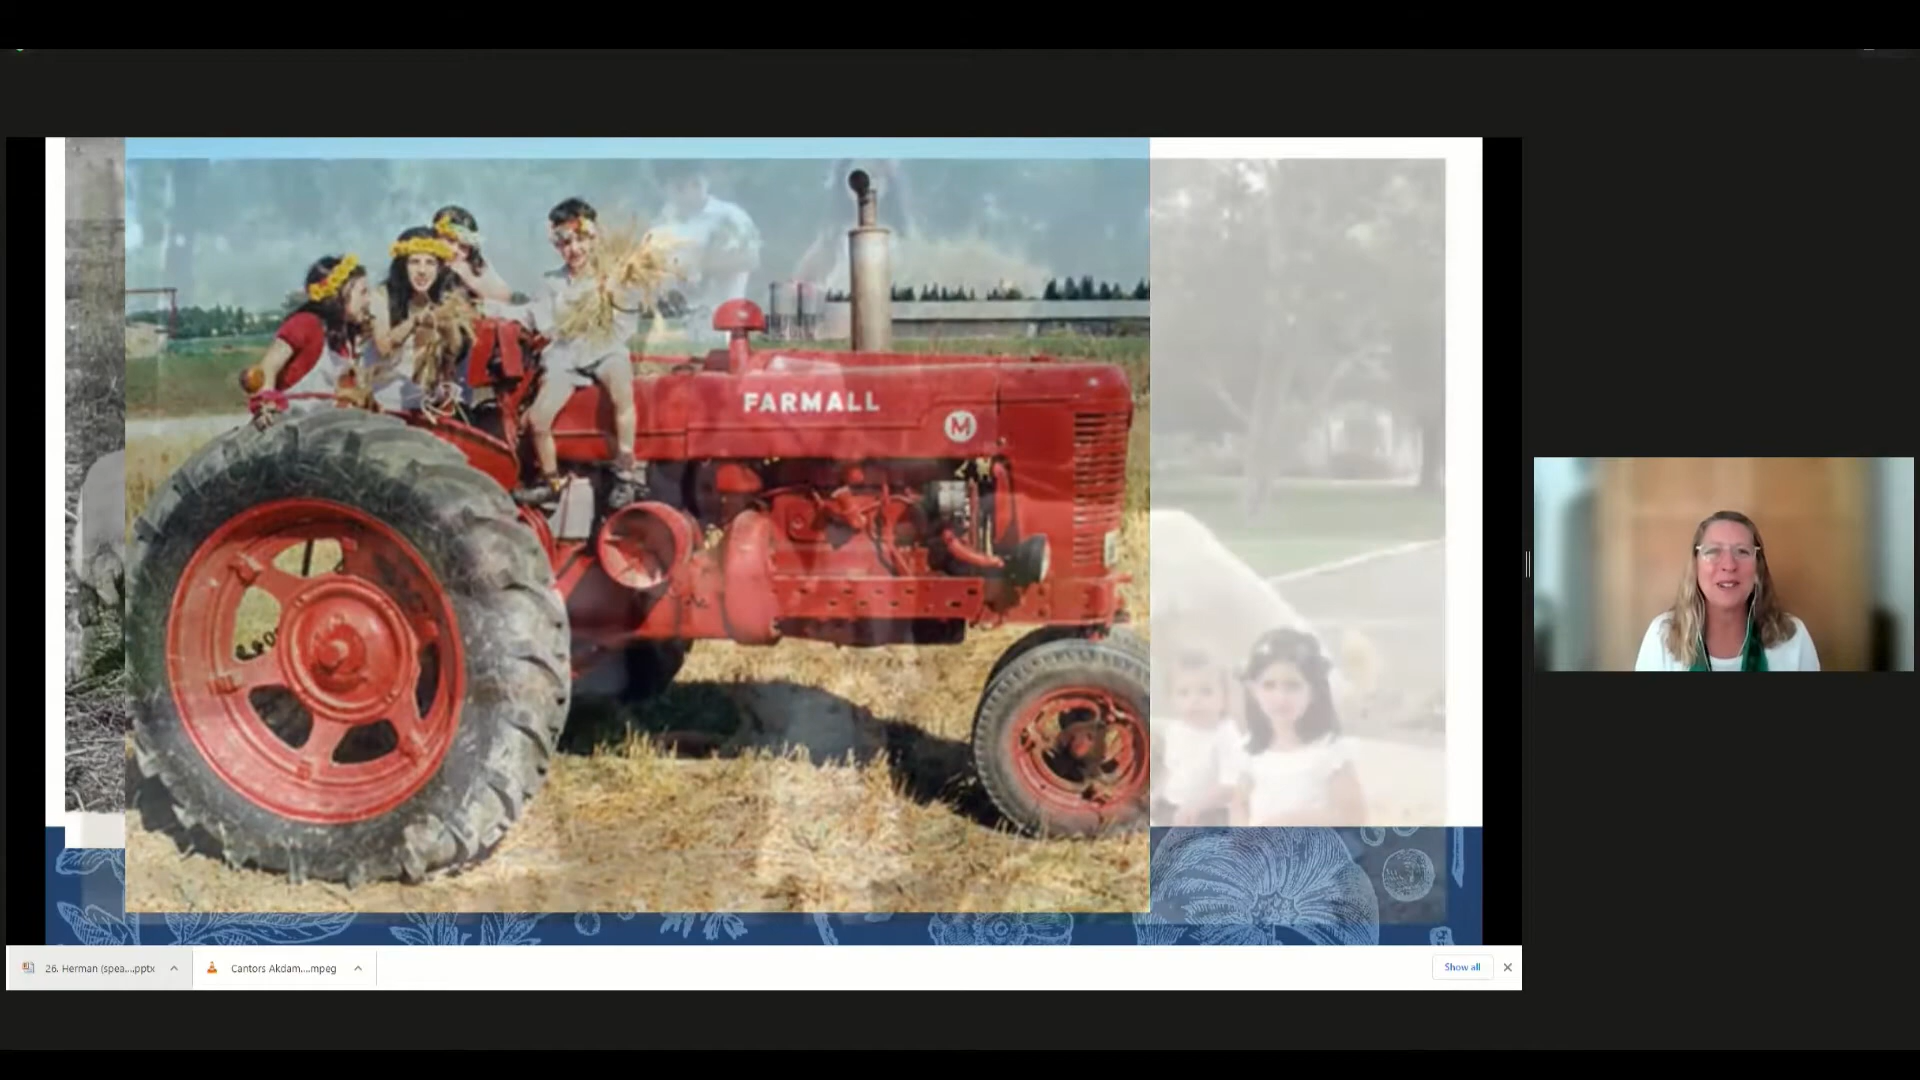 FARMALL
M
26. Herman (spea....pptx
Cantors Akdam....mpeg
Show all